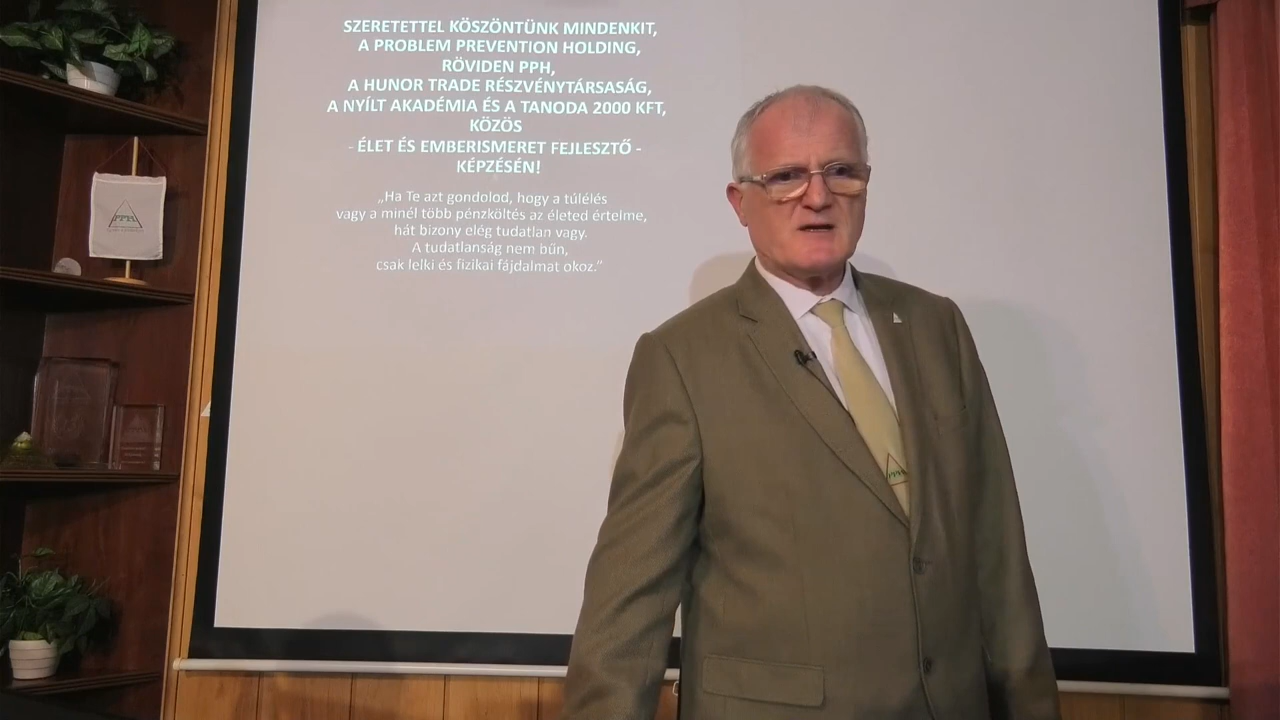 SZERETETTEL KÖSZÖNTÜNK MINDENKIT,
A PROBLEM PREVENTION HOLDING,
RÖVIDEN PPH,
A HUNOR TRADE RÉSZVÉNYTÁRSASÁG,
A NYÍLT AKADÉMIA ÉS A TANODA 2000 KFT,
KÖZÖS
- ÉLET ÉS EMBERISMERET FEJLESZTŐ -
KÉPZÉSÉN!
„Ha Te azt gondolod, hogy a túlélés
vagy a minél több pénzköltés az életed értelme,
hát bizony elég tudatlan vagy.
A tudatlanság nem bűn,
csak lelki és fizikai fájdalmat okoz.”